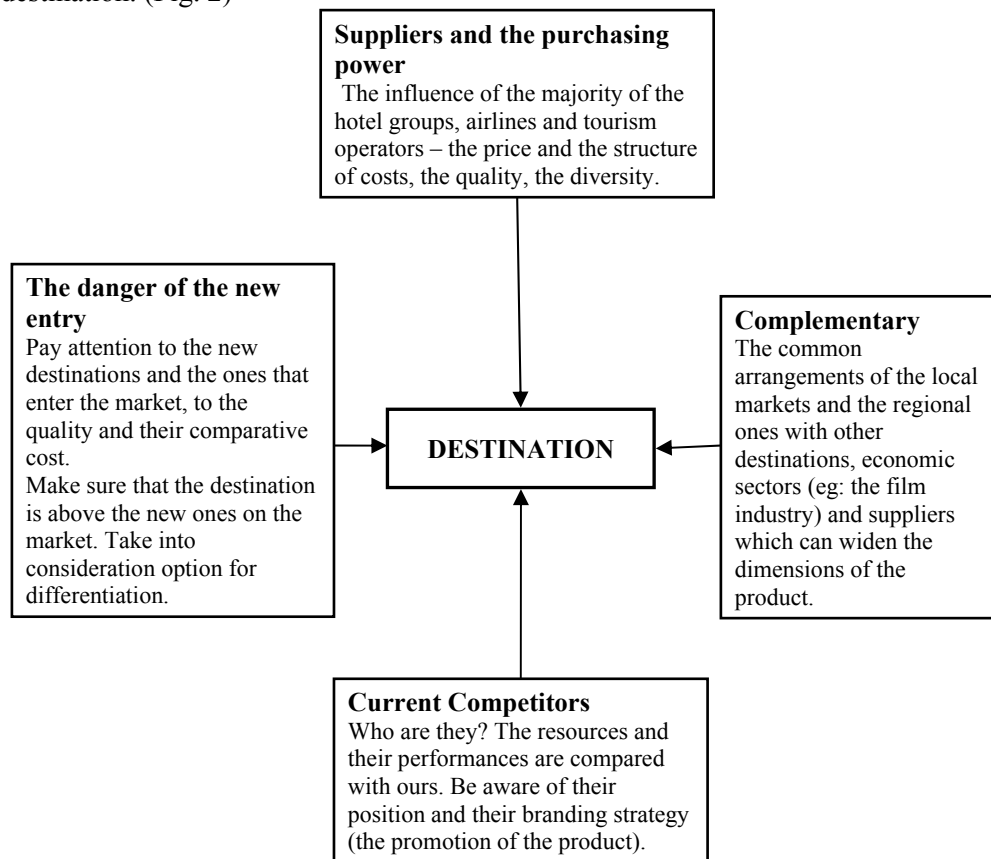 destination. (Fig. 2)
Suppliers and the purchasing
power
The influence of the majority of the
hotel groups, airlines and tourism
operators – the price and the structure
of costs, the quality, the diversity.
The danger of the new
entry
Pay attention to the new
destinations and the ones that
enter the market, to the
quality and their comparative
cost.
Make sure that the destination
is above the new ones on the
market. Take into
consideration option for
differentiation.
DESTINATION
Complementary
The common
arrangements of the local
markets and the regional
ones with other
destinations, economic
sectors (eg: the film
industry) and suppliers
which can widen the
dimensions of the
product.
Current Competitors
Who are they? The resources and
their performances are compared
with ours. Be aware of their
position and their branding strategy
(the promotion of the product).